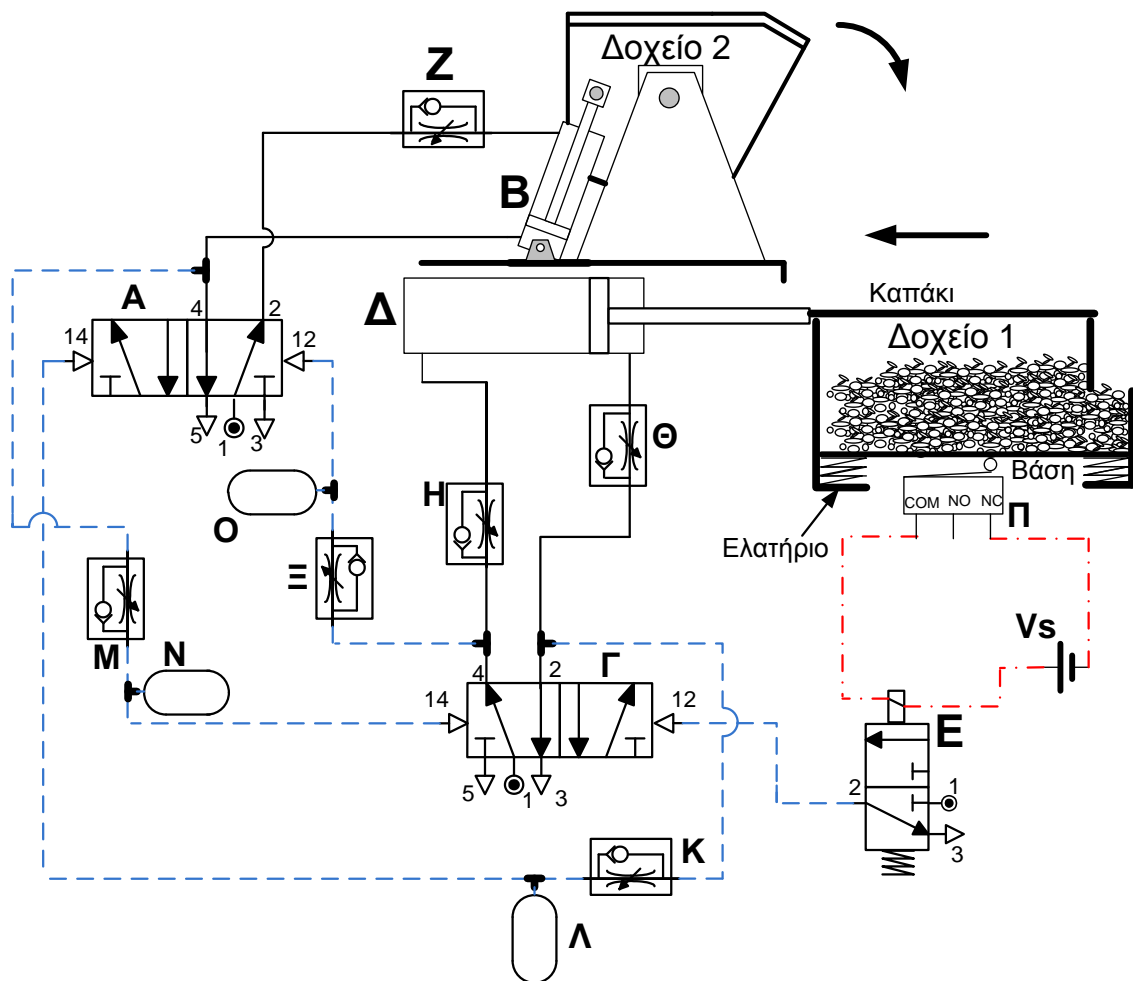 Δοχείο 2
Z
B
A
4 2
14 12
5 1 3
Δ
Καπάκι
Δοχείο 1
Βάση
COM NO NC
Π
Ελατήριο
Θ
H
O
Ξ
M N
Vs
4 2 Γ
14 12
5 1 3
E
2 1
3
K
Λ